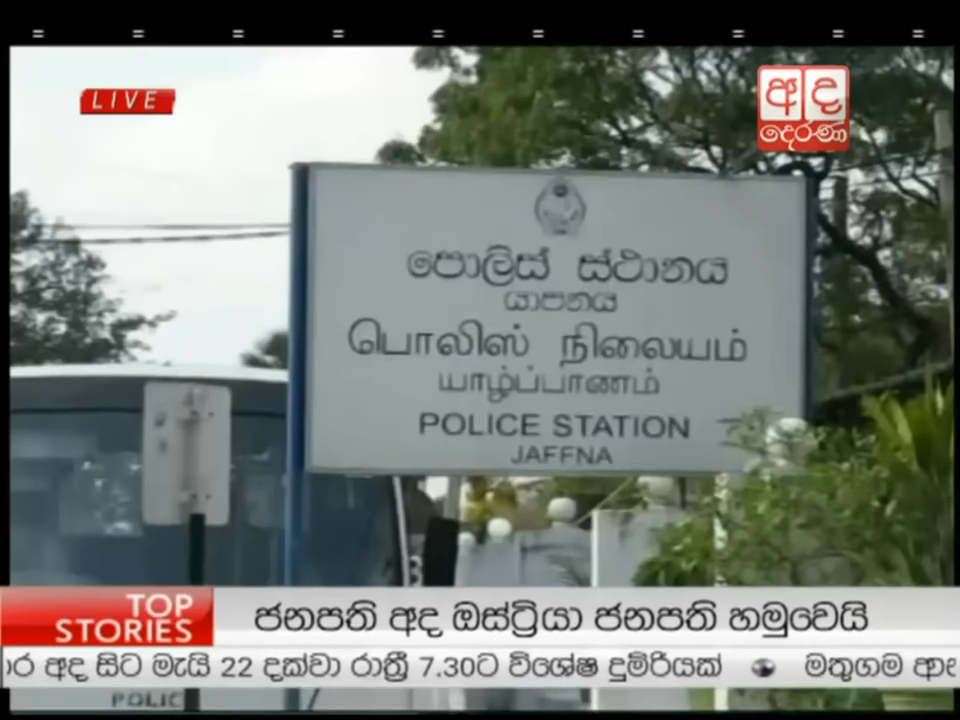 LIVE
අද
දෙරණ
පොලිස් ස්ථානය
යාපනය
பொலிஸ் நிலையம்
யாழ்ப்பாணம்
POLICE STATION
JAFFNA
TOP
STORIES
ජනපති අද ඔස්ට්‍රියා ජනපති හමුවෙයි
අද සිට මැයි 22 දක්වා රාත්‍රී 7.30ට විශේෂ දුම්රියක්
මතුගම
POLIC